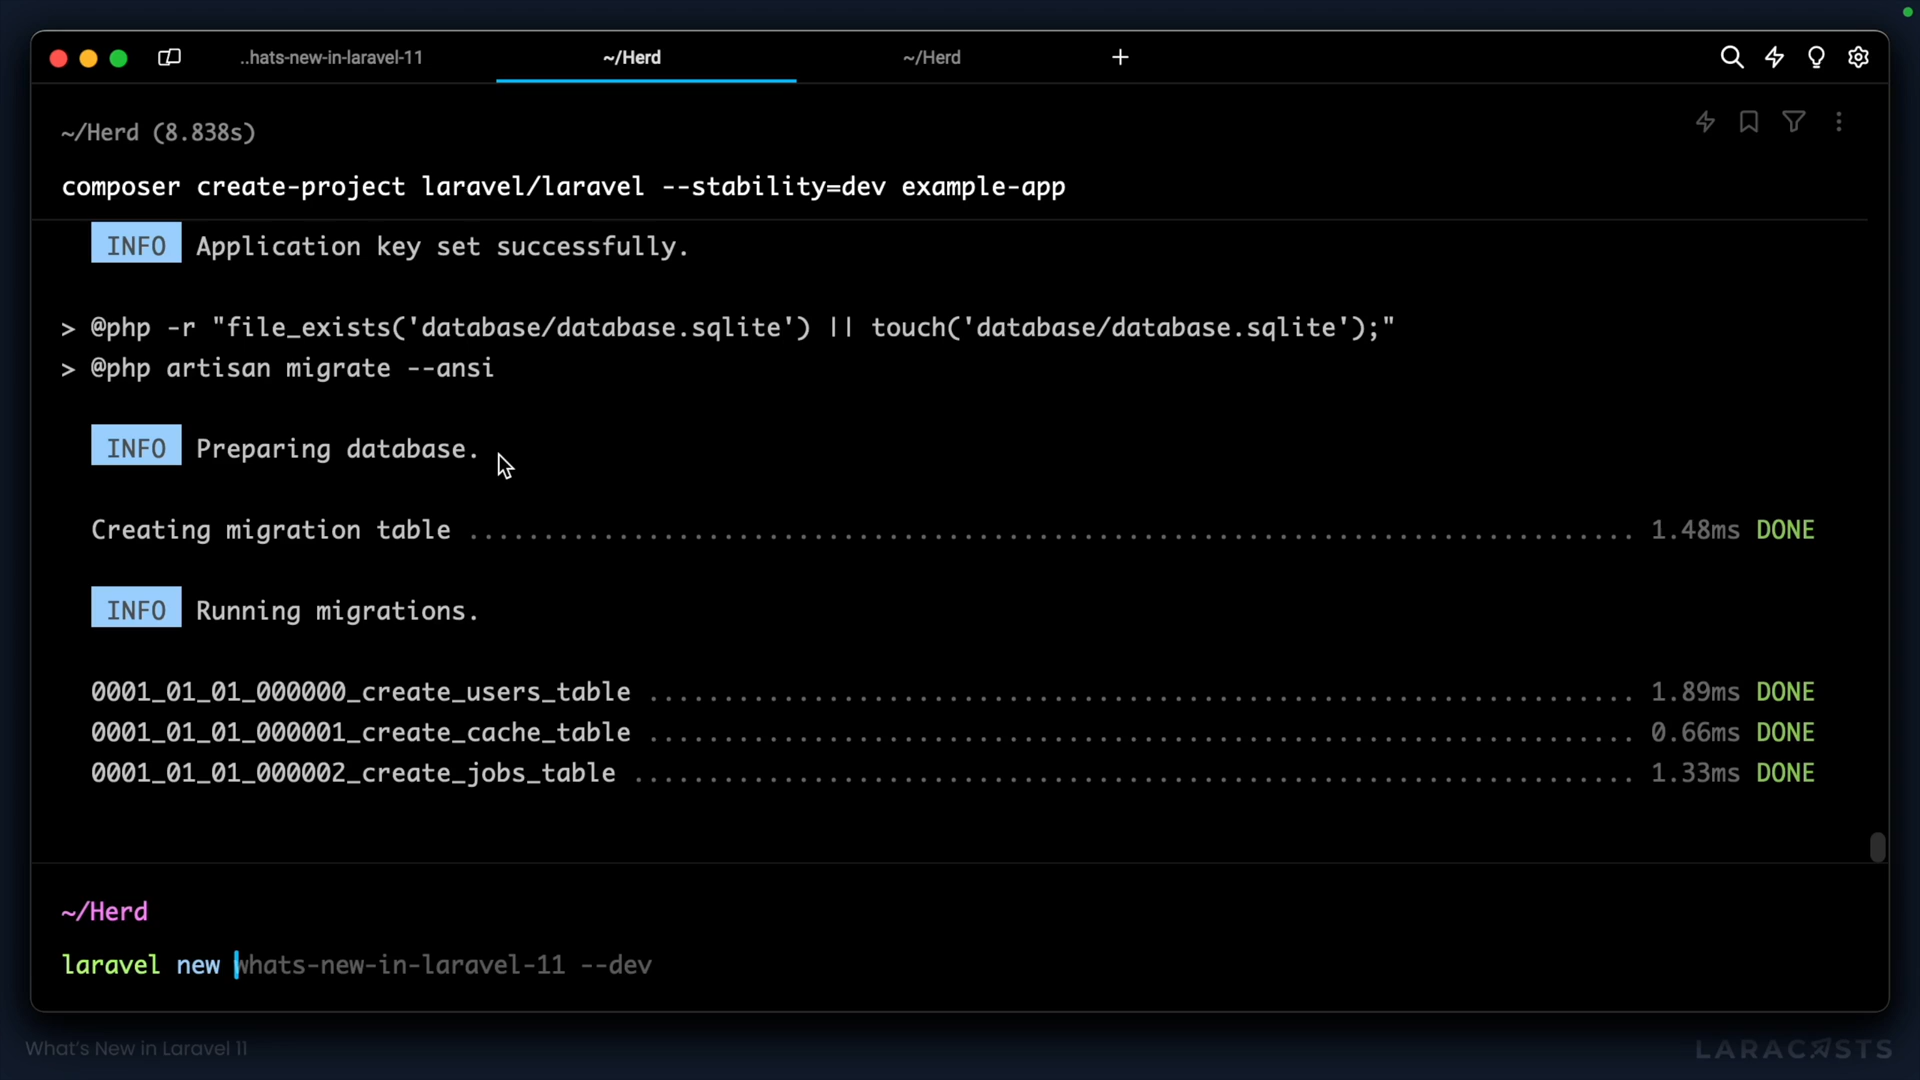 ..hats-new-in-laravel-11 ~/Herd ~/Herd +
~/Herd (8.838s)
composer create-project laravel/laravel --stability=dev example-app
INFO Application key set successfully.
> @php -r "file_exists('database/database.sqlite') || touch('database/database.sqlite');"
> @php artisan migrate --ansi
INFO Preparing database.
Creating migration table .............................................................................. 1.48ms DONE
INFO Running migrations.
0001_01_01_000000_create_users_table .................................................................. 1.89ms DONE
0001_01_01_000001_create_cache_table .................................................................. 0.66ms DONE
0001_01_01_000002_create_jobs_table ................................................................... 1.33ms DONE
~/Herd
laravel new whats-new-in-laravel-11 --dev
What's New in Laravel 11
LARACASTS